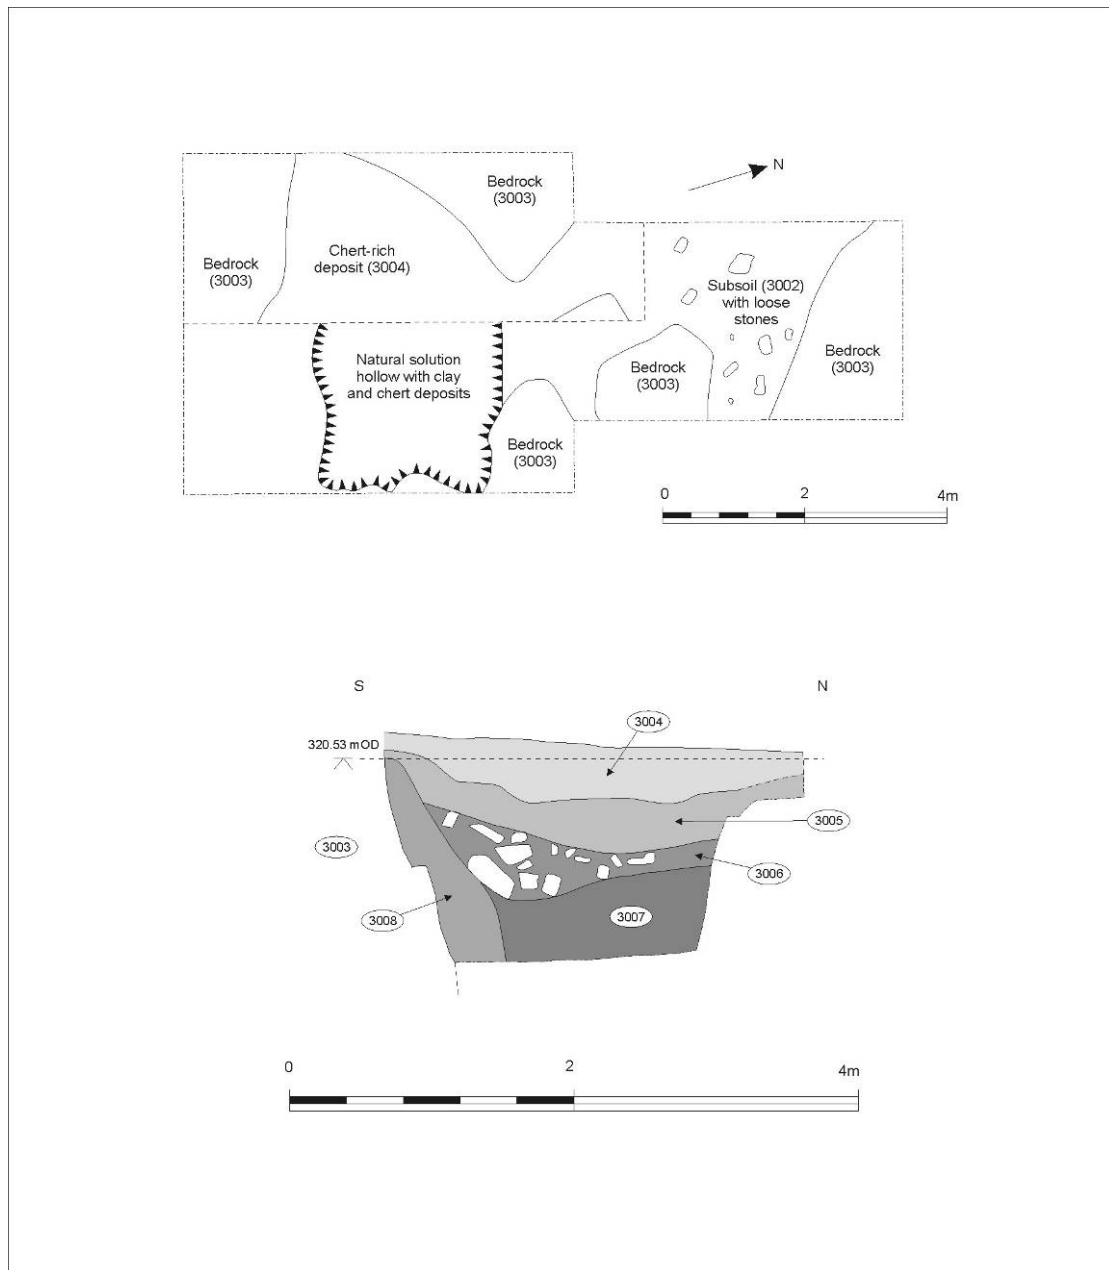 N
Bedrock
(3003)
Bedrock
(3003)
Chert-rich
deposit (3004)
Subsoil (3002)
with loose
stones
Natural solution
hollow with clay
and chert deposits
Bedrock
(3003)
Bedrock
(3003)
Bedrock
(3003)
0 2 4m
S N
3004
320.53 mOD
3005
3003
3006
3008
3007
0 2 4m